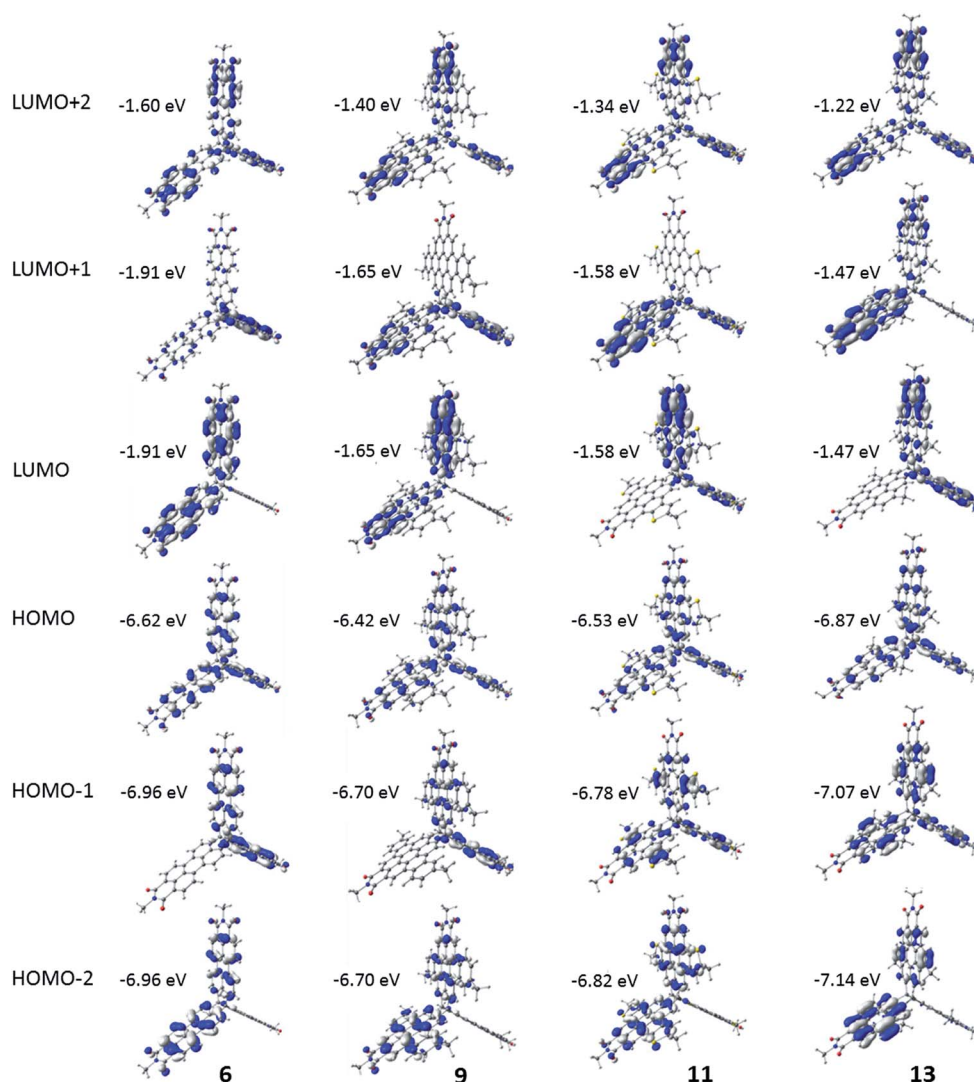 LUMO+2 -1.60 eV -1.40 eV -1.34 eV -1.22 eV
LUMO+1 -1.91 eV -1.65 eV -1.58 eV -1.47 eV
LUMO -1.91 eV -1.65 eV -1.58 eV -1.47 eV
HOMO -6.62 eV -6.42 eV -6.53 eV -6.87 eV
HOMO-1 -6.96 eV -6.70 eV -6.78 eV -7.07 eV
HOMO-2 -6.96 eV -6.70 eV -6.82 eV -7.14 eV
6 9 11 13